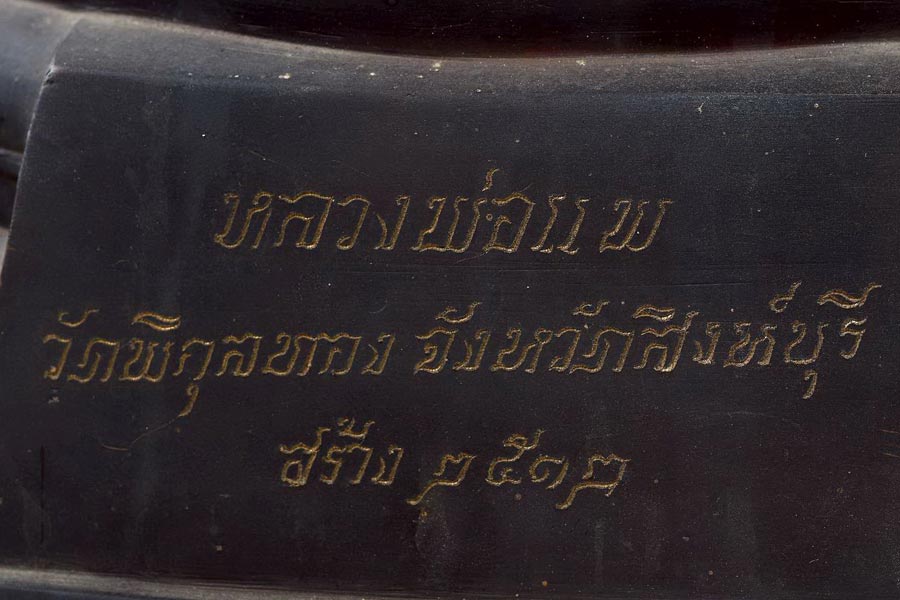 หลวงพ่อแพ
วัดพิกุลทอง จังหวัดสิงห์บุรี
สร้าง ๒๕๑๒